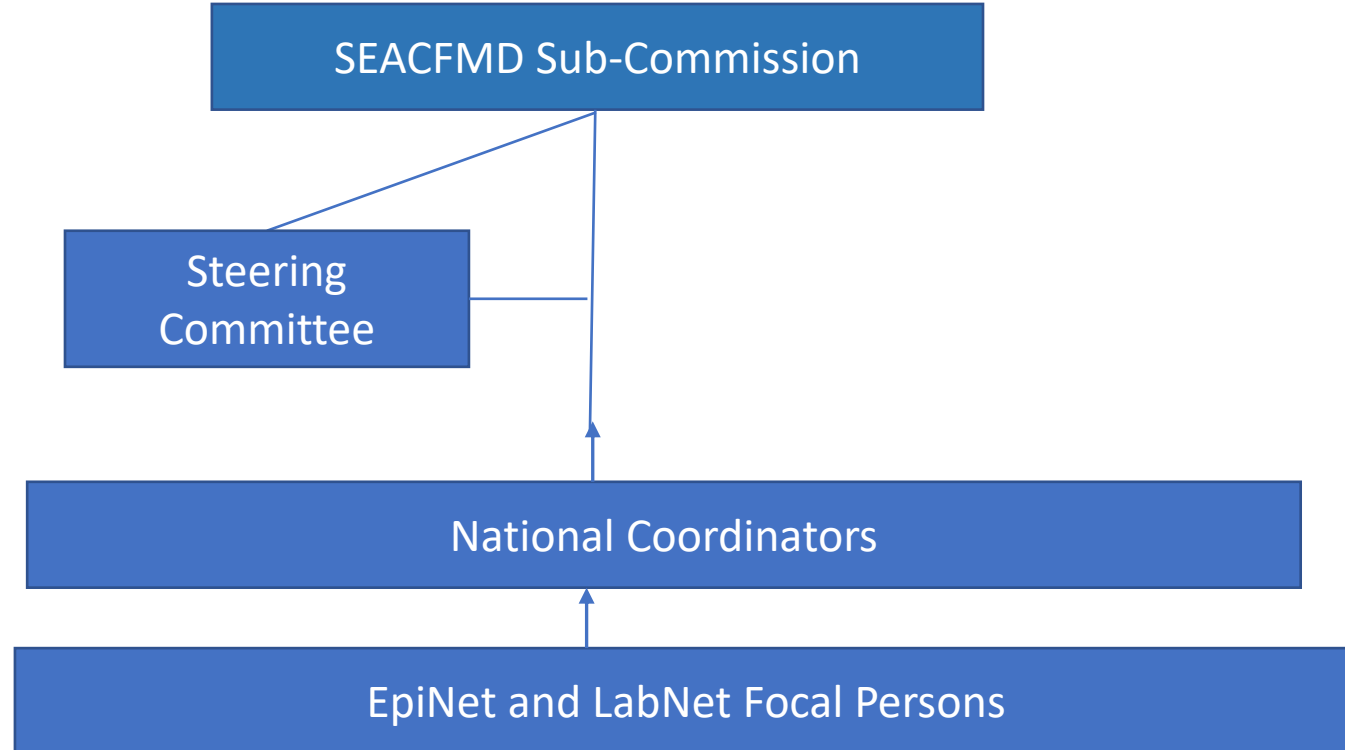 SEACFMD Sub-Commission
Steering
Committee
National Coordinators
EpiNet and LabNet Focal Persons